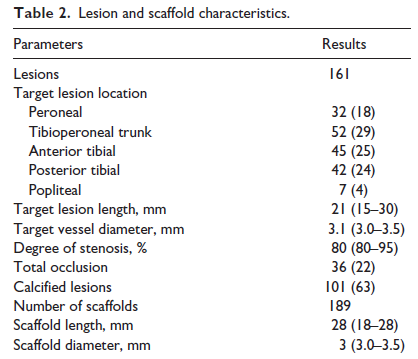 Table 2. Lesion and scaffold characteristics.
Parameters Results
Lesions 161
Target lesion location
Peroneal 32 (18)
Tibioperoneal trunk 52 (29)
Anterior tibial 45 (25)
Posterior tibial 42 (24)
Popliteal 7 (4)
Target lesion length, mm 21 (15–30)
Target vessel diameter, mm 3.1 (3.0–3.5)
Degree of stenosis, % 80 (80–95)
Total occlusion 36 (22)
Calcified lesions 101 (63)
Number of scaffolds 189
Scaffold length, mm 28 (18–28)
Scaffold diameter, mm 3 (3.0–3.5)